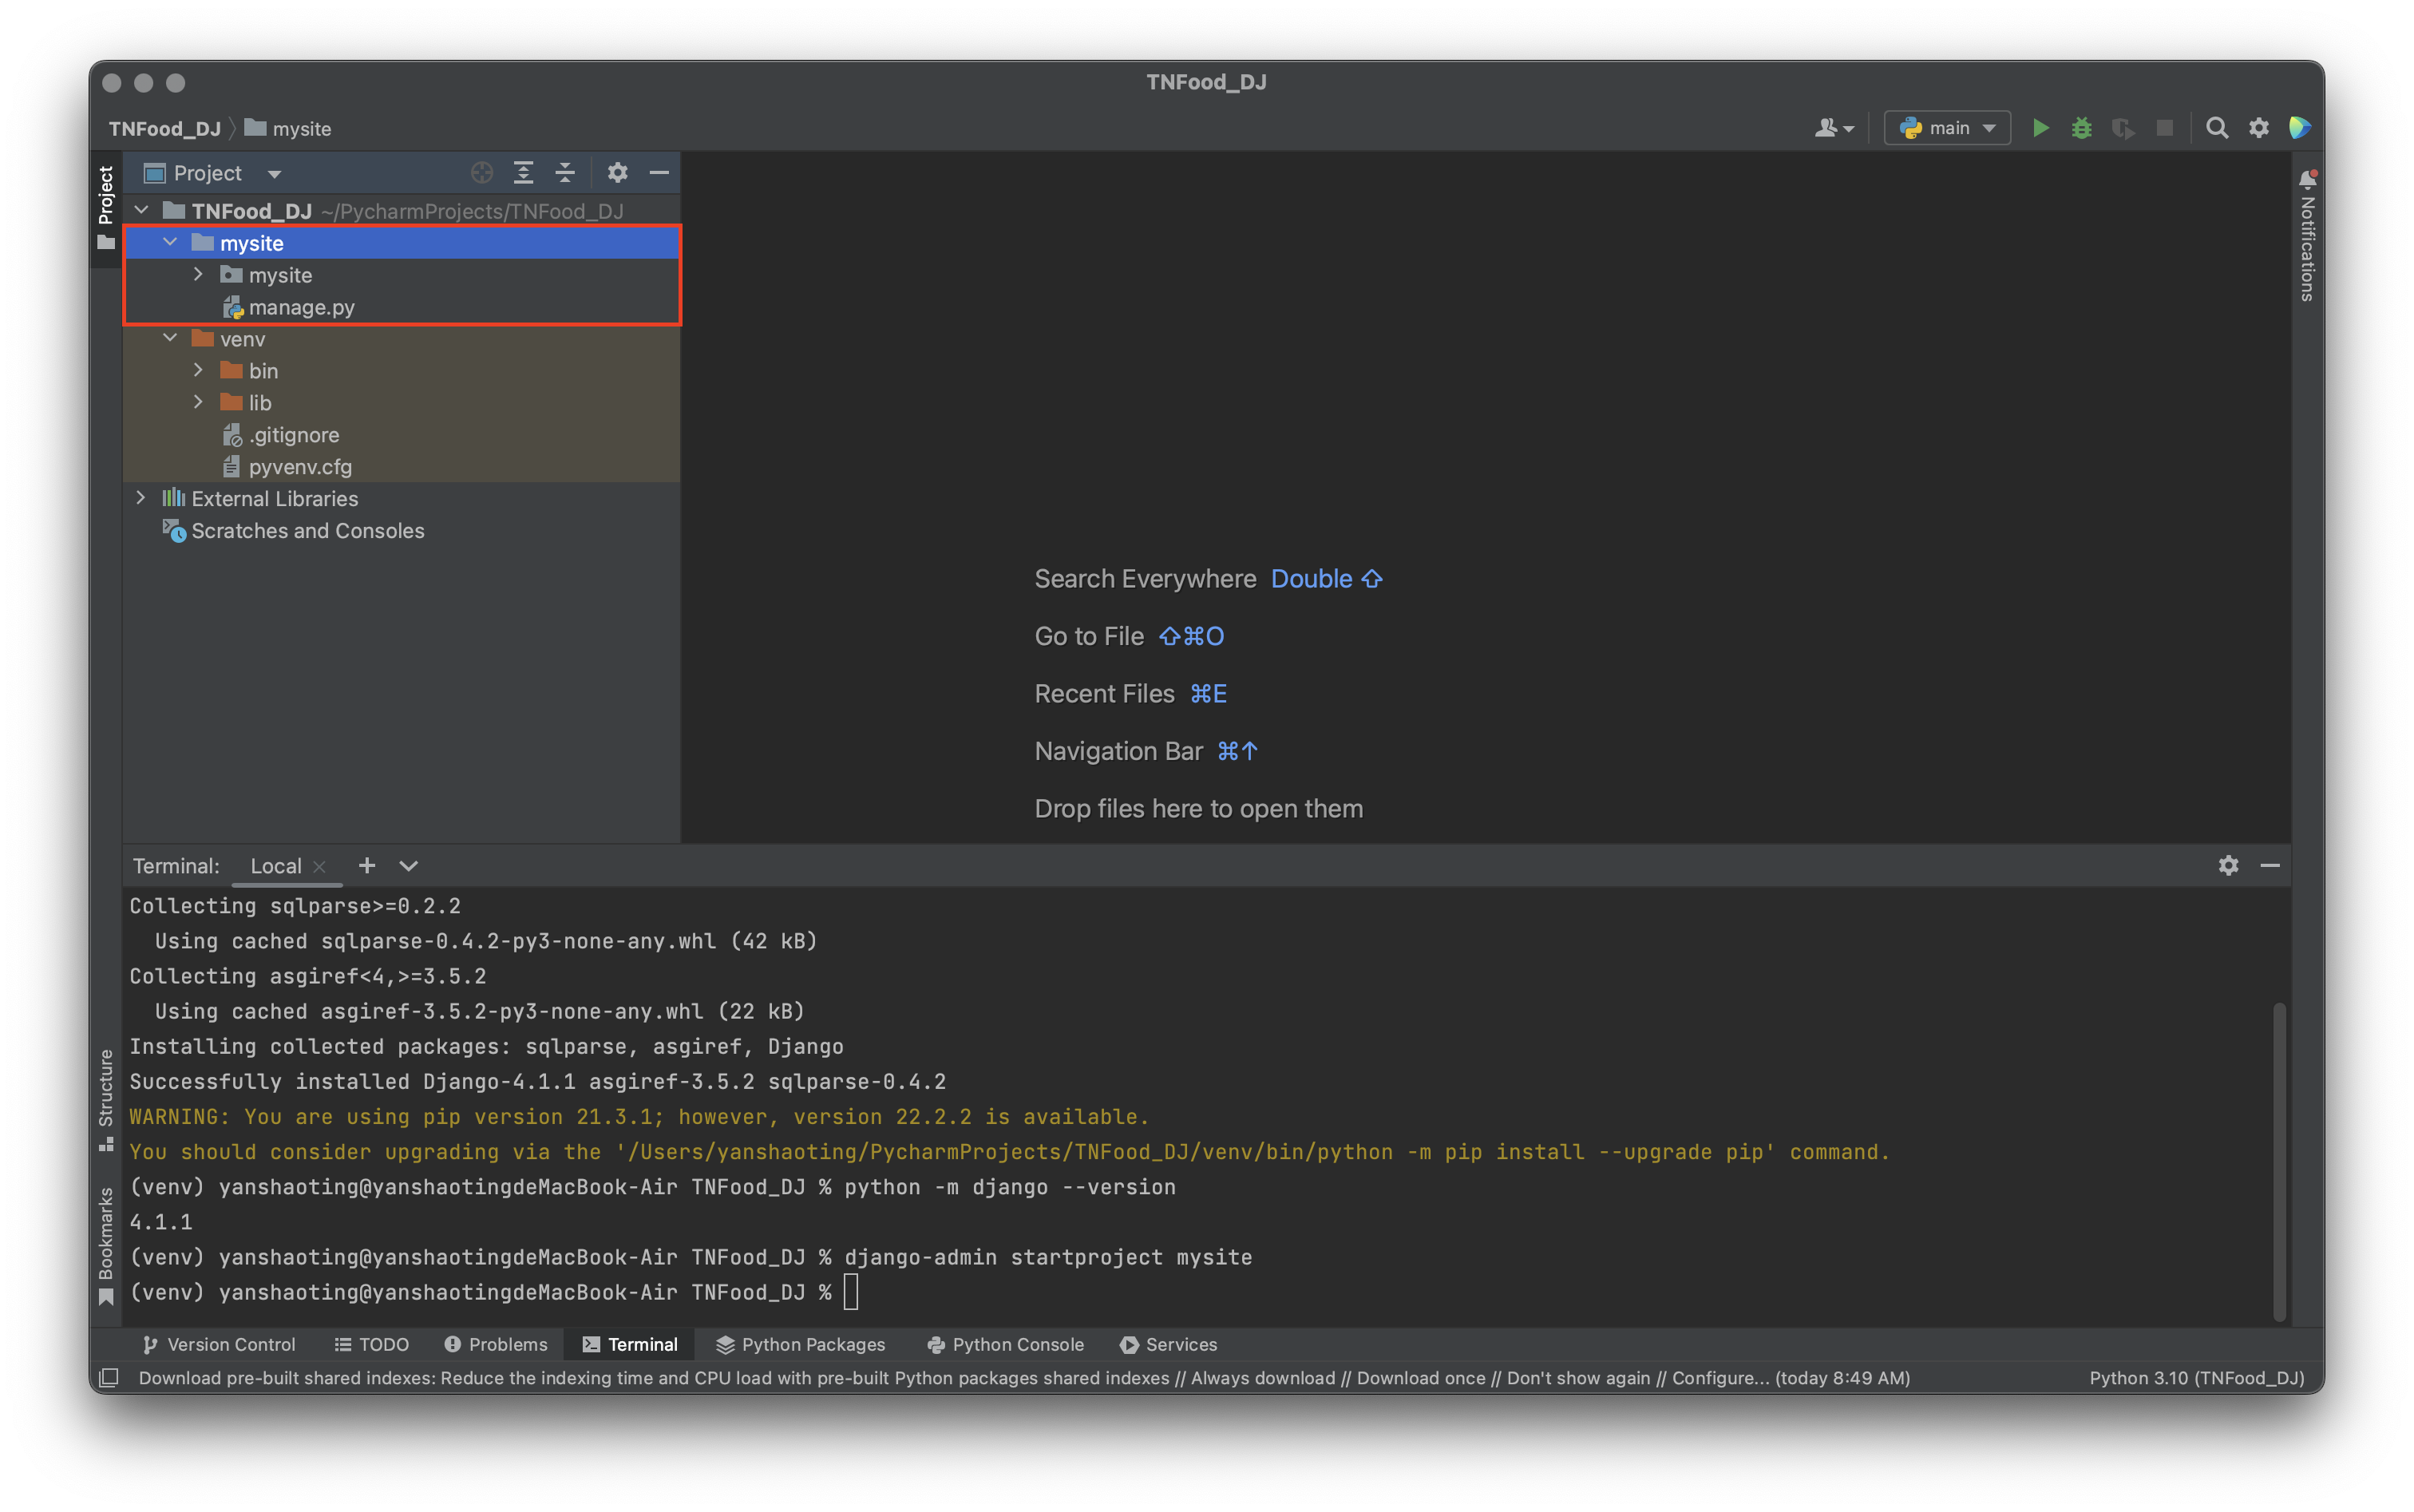 TNFood_DJ
TNFood_DJ
mysite
main
Project
Project
TNFood_DJ ~/PycharmProjects/TNFood_DJ
mysite
mysite
manage.py
venv
bin
lib
.gitignore
pyvenv.cfg
External Libraries
Scratches and Consoles
Notifications
Search Everywhere Double ⇧
Go to File ⇧⌘O
Recent Files ⌘E
Navigation Bar ⌘↑
Drop files here to open them
Terminal: Local × +
Collecting sqlparse>=0.2.2
Using cached sqlparse-0.4.2-py3-none-any.whl (42 kB)
Collecting asgiref<4,>=3.5.2
Using cached asgiref-3.5.2-py3-none-any.whl (22 kB)
Installing collected packages: sqlparse, asgiref, Django
Successfully installed Django-4.1.1 asgiref-3.5.2 sqlparse-0.4.2
WARNING: You are using pip version 21.3.1; however, version 22.2.2 is available.
You should consider upgrading via the '/Users/yanshaoting/PycharmProjects/TNFood_DJ/venv/bin/python -m pip install --upgrade pip' command.
(venv) yanshaoting@yanshaotingdeMacBook-Air TNFood_DJ % python -m django --version
4.1.1
(venv) yanshaoting@yanshaotingdeMacBook-Air TNFood_DJ % django-admin startproject mysite
(venv) yanshaoting@yanshaotingdeMacBook-Air TNFood_DJ %
Structure
Bookmarks
Version Control TODO Problems Terminal Python Packages Python Console Services
Download pre-built shared indexes: Reduce the indexing time and CPU load with pre-built Python packages shared indexes // Always download // Download once // Don't show again // Configure... (today 8:49 AM) Python 3.10 (TNFood_DJ)